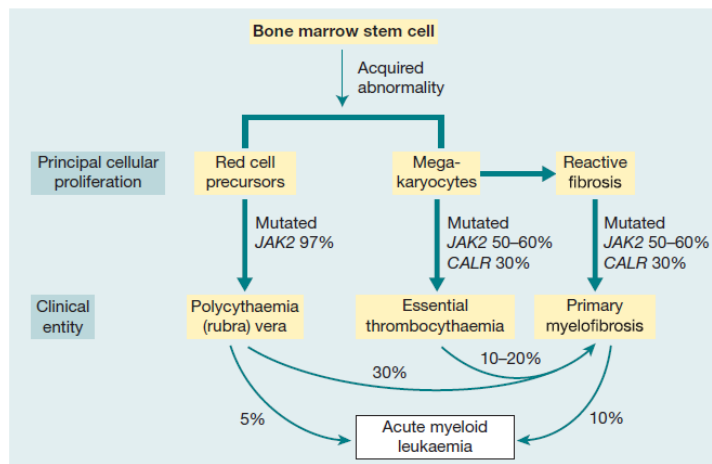 Bone marrow stem cell
Acquired
abnormality
Principal cellular
proliferation
Red cell
precursors
Mega-
karyocytes
Reactive
fibrosis
Mutated
JAK2 97%
Mutated
JAK2 50–60%
CALR 30%
Mutated
JAK2 50–60%
CALR 30%
Clinical
entity
Polycythaemia
(rubra) vera
Essential
thrombocythaemia
Primary
myelofibrosis
10–20%
30%
5%
10%
Acute myeloid
leukaemia